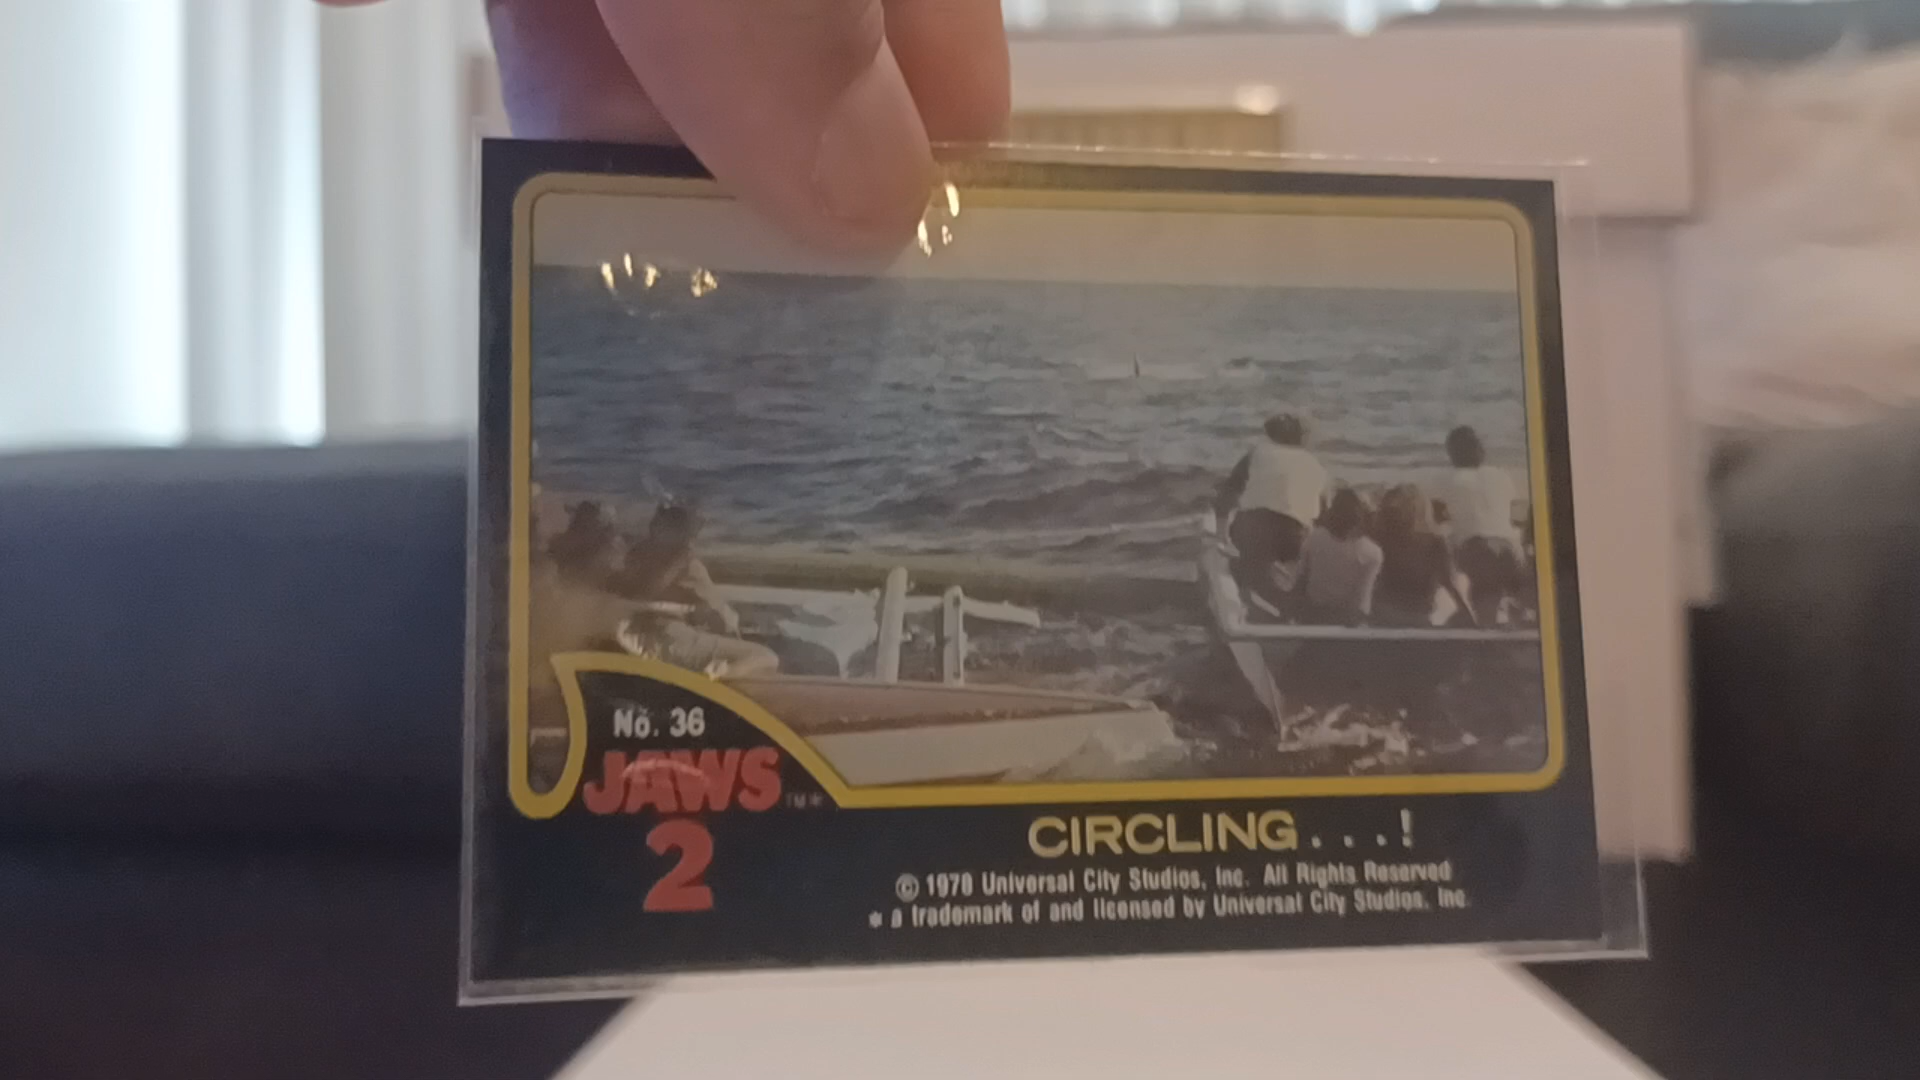 No. 36
JAWS TM*
2
CIRCLING...!
© 1978 Universal City Studios, Inc. All Rights Reserved
* a trademark of and licensed by Universal City Studios, Inc.